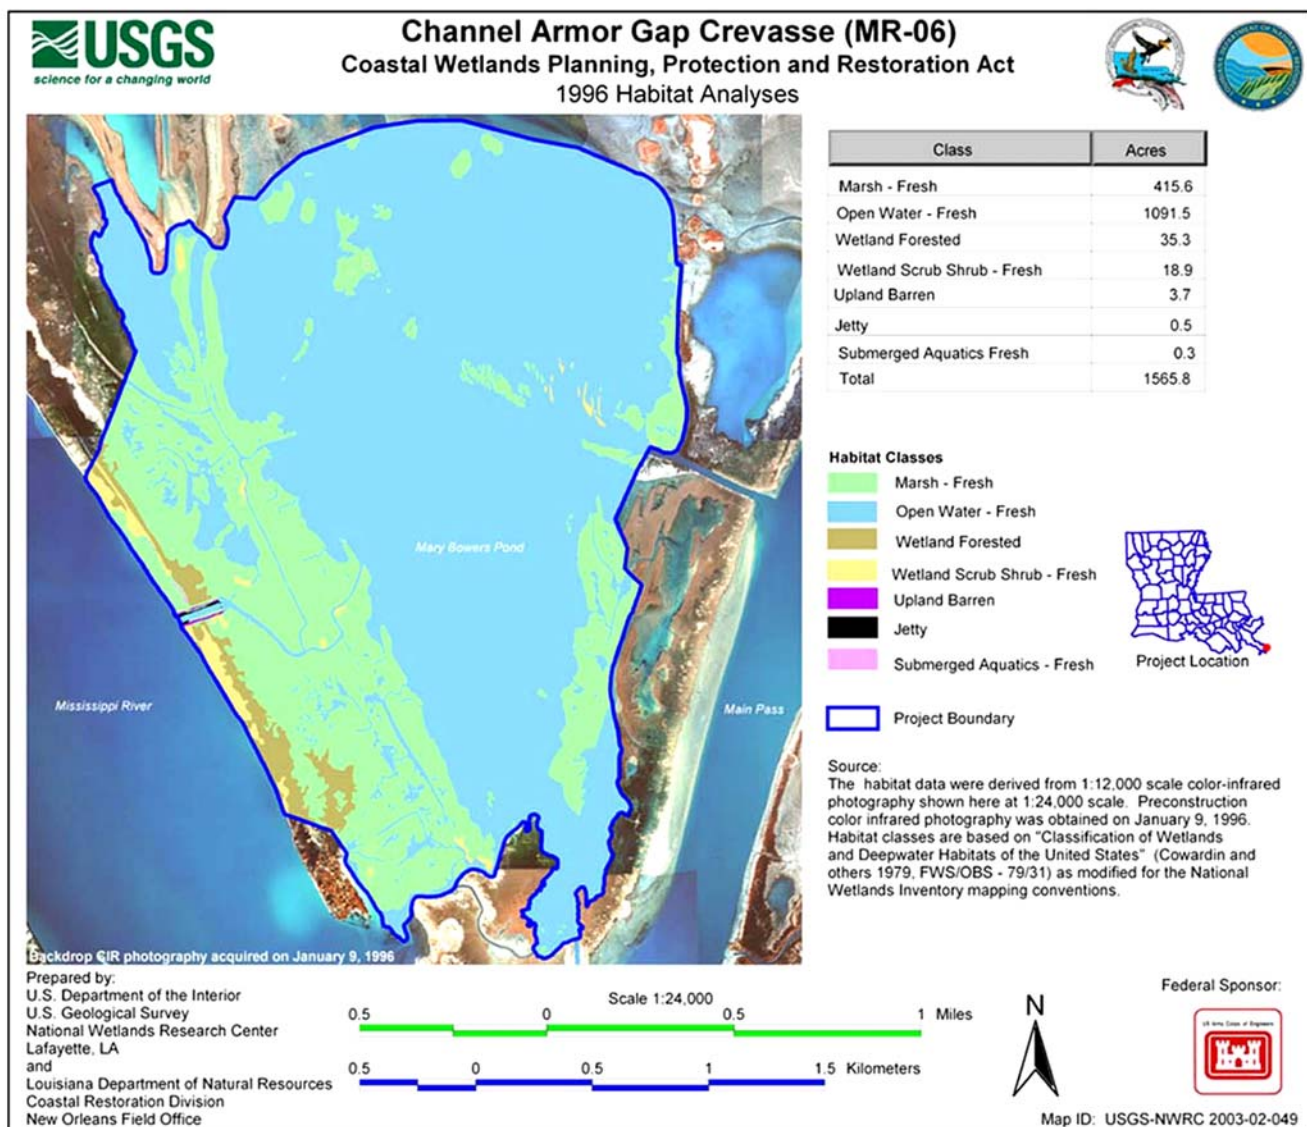 USGS
science for a changing world
Channel Armor Gap Crevasse (MR-06)
Coastal Wetlands Planning, Protection and Restoration Act
1996 Habitat Analyses
Class Acres
Marsh - Fresh 415.6
Open Water - Fresh 1091.5
Wetland Forested 35.3
Wetland Scrub Shrub - Fresh 18.9
Upland Barren 3.7
Jetty 0.5
Submerged Aquatics Fresh 0.3
Total 1565.8
Habitat Classes
Marsh - Fresh
Open Water - Fresh
Wetland Forested
Wetland Scrub Shrub - Fresh
Upland Barren
Jetty
Submerged Aquatics - Fresh
Project Boundary
Project Location
Mary Bowers Pond
Mississippi River
Main Pass
Source:
The habitat data were derived from 1:12,000 scale color-infrared
photography shown here at 1:24,000 scale. Preconstruction
color infrared photography was obtained on January 9, 1996.
Habitat classes are based on "Classification of Wetlands
and Deepwater Habitats of the United States" (Cowardin and
others 1979, FWS/OBS - 79/31) as modified for the National
Wetlands Inventory mapping conventions.
Backdrop CIR photography acquired on January 9, 1996
Prepared by:
U.S. Department of the Interior
U.S. Geological Survey
National Wetlands Research Center
Lafayette, LA
and
Louisiana Department of Natural Resources
Coastal Restoration Division
New Orleans Field Office
Scale 1:24,000
0.5 0 0.5 1 Miles
0.5 0 0.5 1 1.5 Kilometers
N
Federal Sponsor:
US Army Corps of Engineers
Map ID: USGS-NWRC 2003-02-049